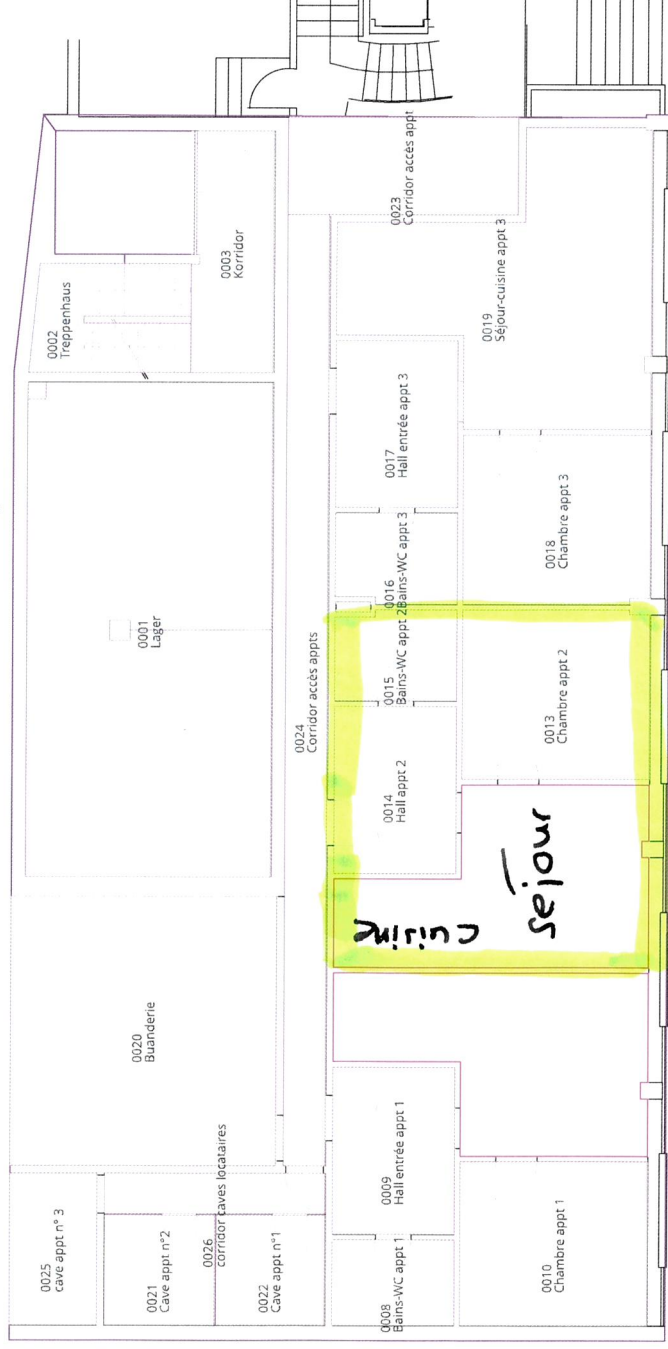 0025
cave appt n° 3
0021
Cave appt n°2
0026
corridor caves locataires
0022
Cave appt n°1
0020
Buanderie
0001
Lager
0002
Treppenhaus
0003
Korridor
0024
Corridor accès appts
0023
Corridor accès appt
0008
Bains-WC appt 1
0009
Hall entrée appt 1
0010
Chambre appt 1
cuisine
séjour
0014
Hall appt 2
0015
Bains-WC appt 2
0013
Chambre appt 2
0016
Bains-WC appt 3
0017
Hall entrée appt 3
0018
Chambre appt 3
0019
Séjour-cuisine appt 3